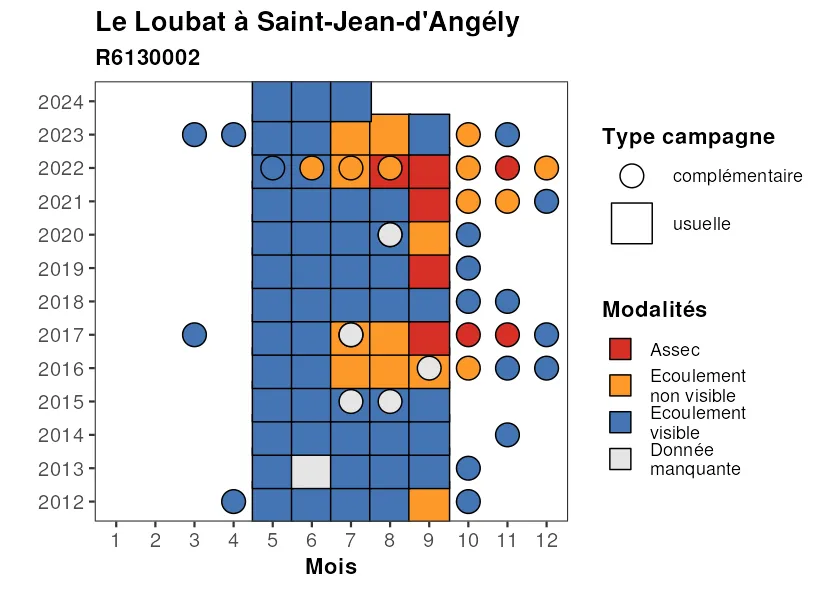 Le Loubat à Saint-Jean-d'Angély
R6130002
2024
2023
2022
2021
2020
2019
2018
2017
2016
2015
2014
2013
2012
1 2 3 4 5 6 7 8 9 10 11 12
Mois
Type campagne
complémentaire
usuelle
Modalités
Assec
Ecoulement
non visible
Ecoulement
visible
Donnée
manquante